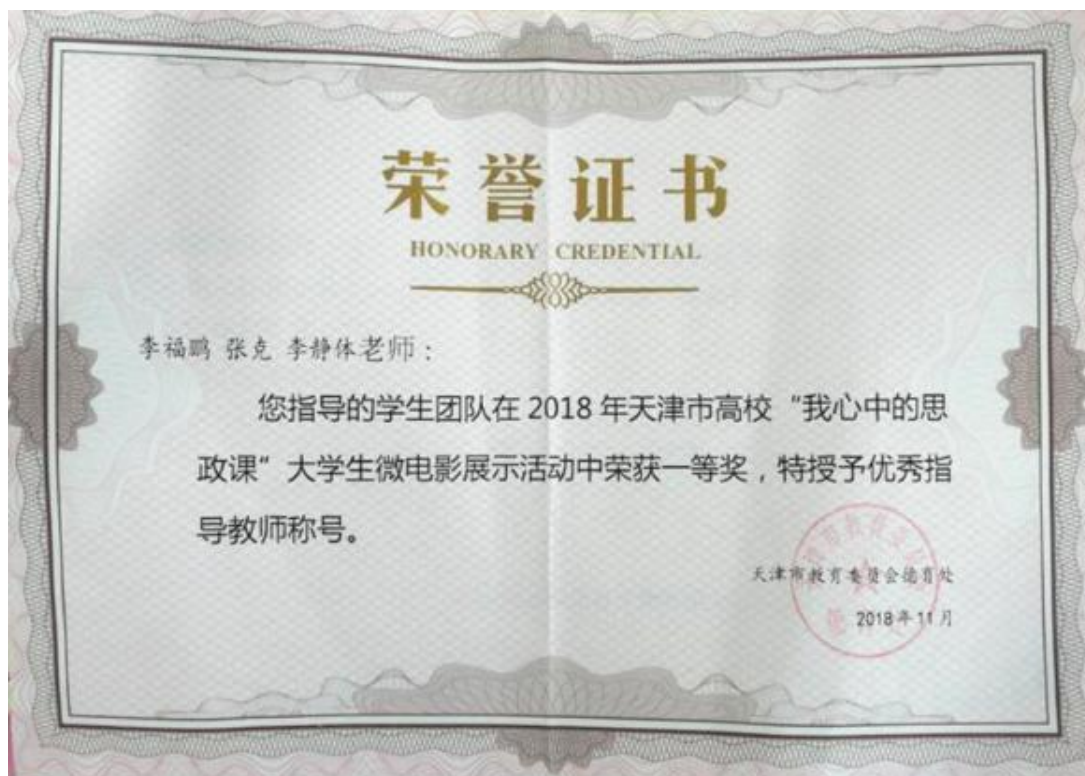 荣誉证书
HONORARY CREDENTIAL
李福鹏 张克 李静体老师：
您指导的学生团队在 2018 年天津市高校“我心中的思
政课”大学生微电影展示活动中荣获一等奖，特授予优秀指
导教师称号。
天津市教育委员会德育处
2018年11月